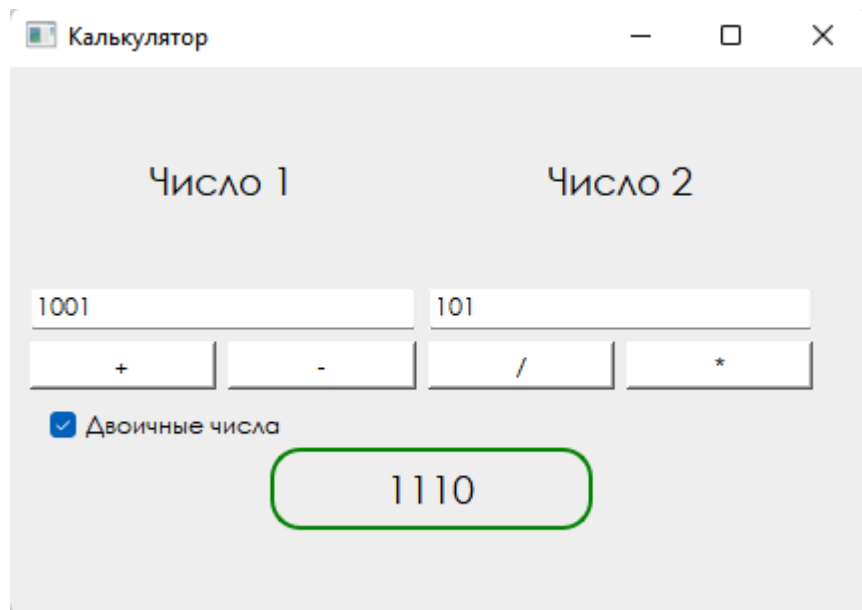 Калькулятор
Число 1 Число 2
1001 101
+ - / *
Двоичные числа
1110